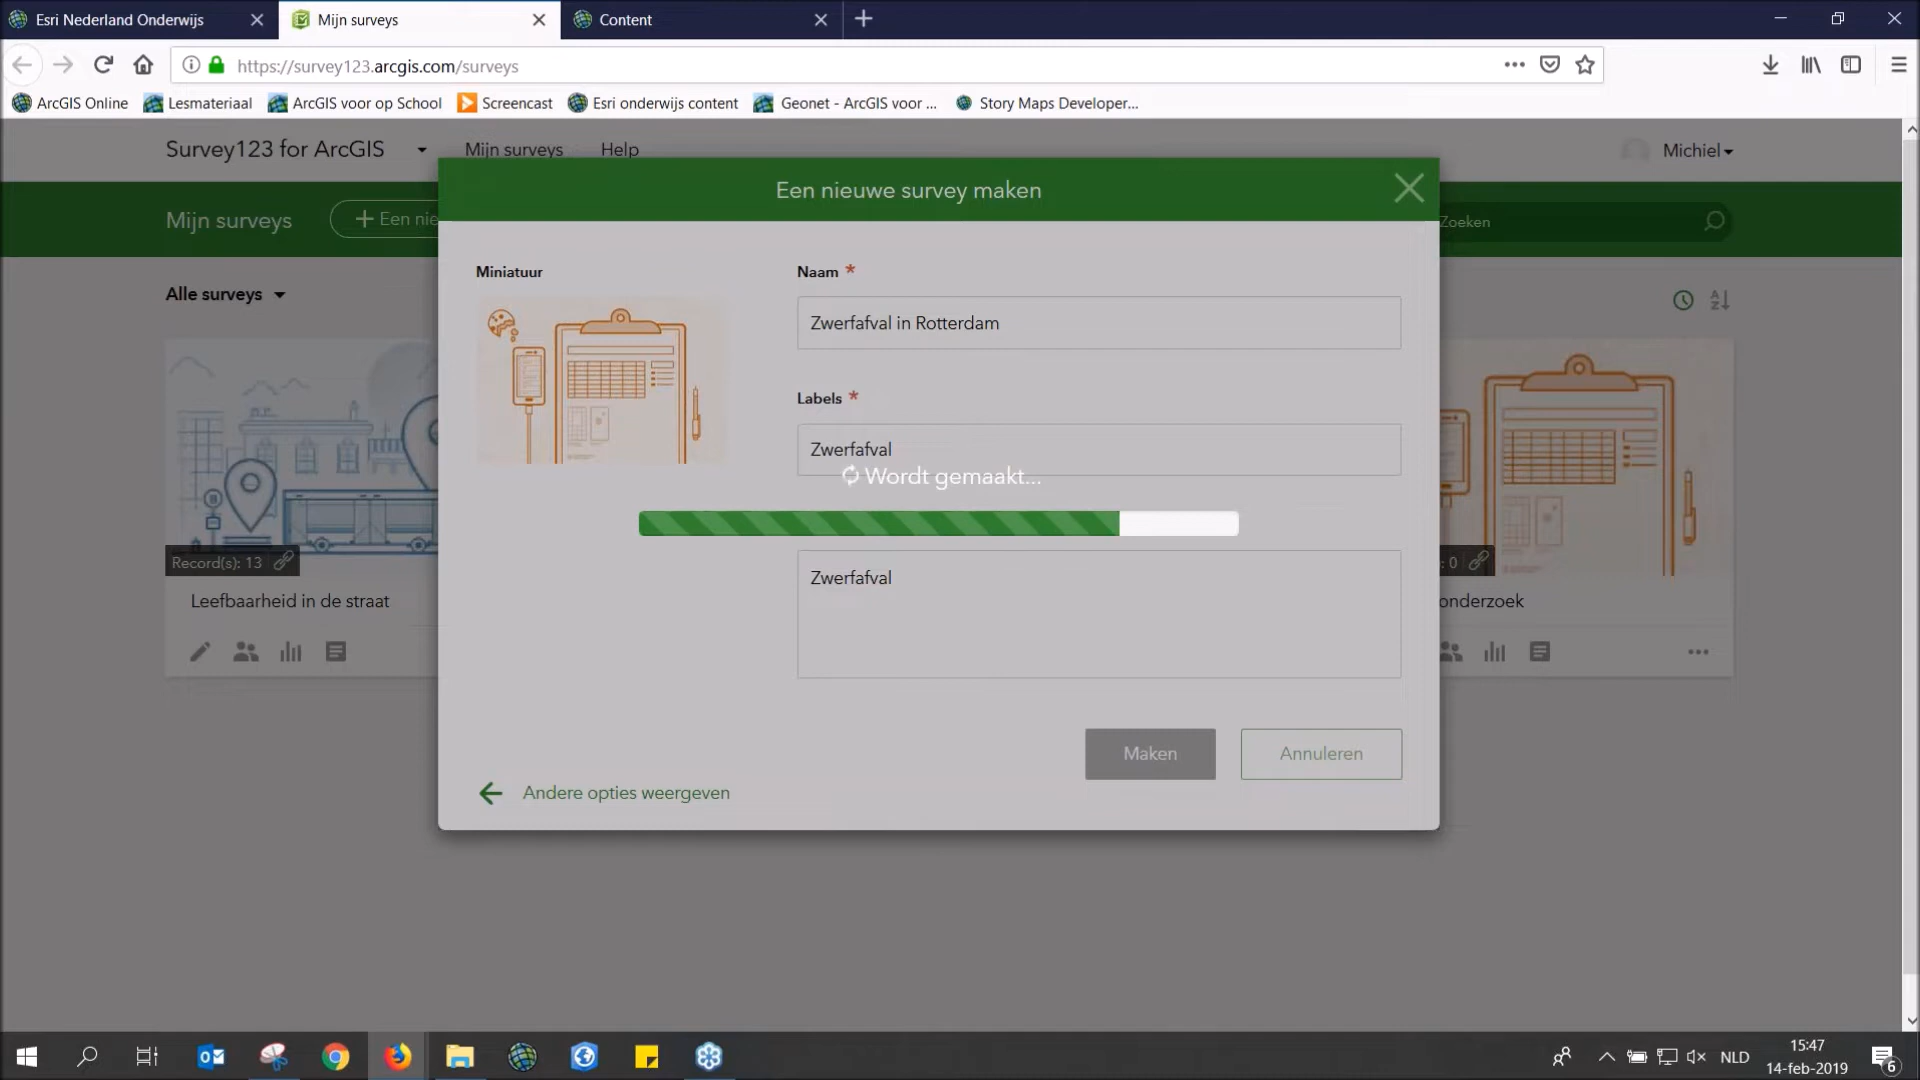 Esri Nederland Onderwijs
Mijn surveys
Content
https://survey123.arcgis.com/surveys
ArcGIS Online
Lesmateriaal
ArcGIS voor op School
Screencast
Esri onderwijs content
Geonet - ArcGIS voor ...
Story Maps Developer...
Survey123 for ArcGIS
Mijn surveys
Help
Michiel
Mijn surveys
Een nie
Een nieuwe survey maken
Zoeken
Alle surveys
Miniatuur
Naam *
Zwerfafval in Rotterdam
Labels *
Zwerfafval
Wordt gemaakt...
Zwerfafval
Record(s): 13
Leefbaarheid in de straat
: 0
onderzoek
Maken
Annuleren
Andere opties weergeven
NLD
15:47
14-feb-2019
6